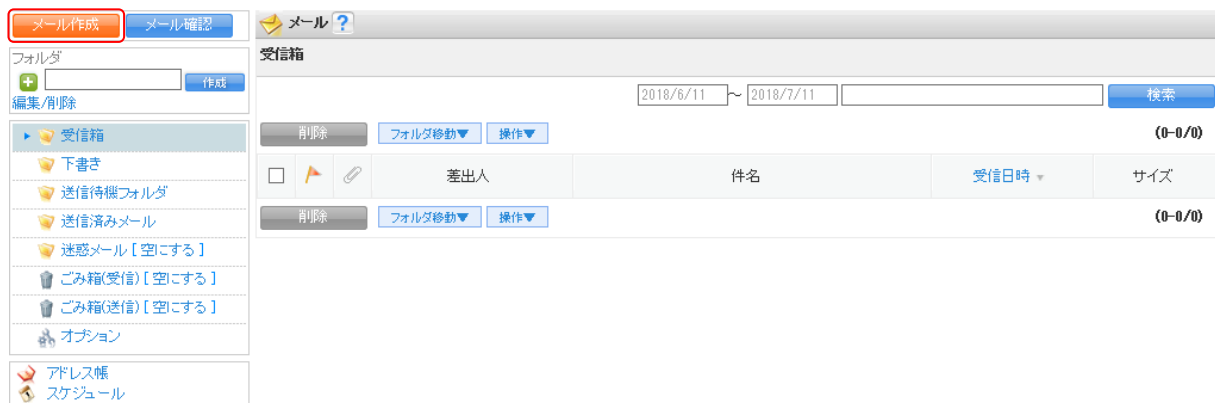 メール作成 メール確認
フォルダ
作成
編集/削除
受信箱
下書き
送信待機フォルダ
送信済みメール
迷惑メール [ 空にする ]
ごみ箱(受信) [ 空にする ]
ごみ箱(送信) [ 空にする ]
オプション
アドレス帳
スケジュール
メール ?
受信箱
2018/6/11 ～ 2018/7/11 検索
削除 フォルダ移動▼ 操作▼ (0-0/0)
差出人 件名 受信日時 ▼ サイズ
削除 フォルダ移動▼ 操作▼ (0-0/0)